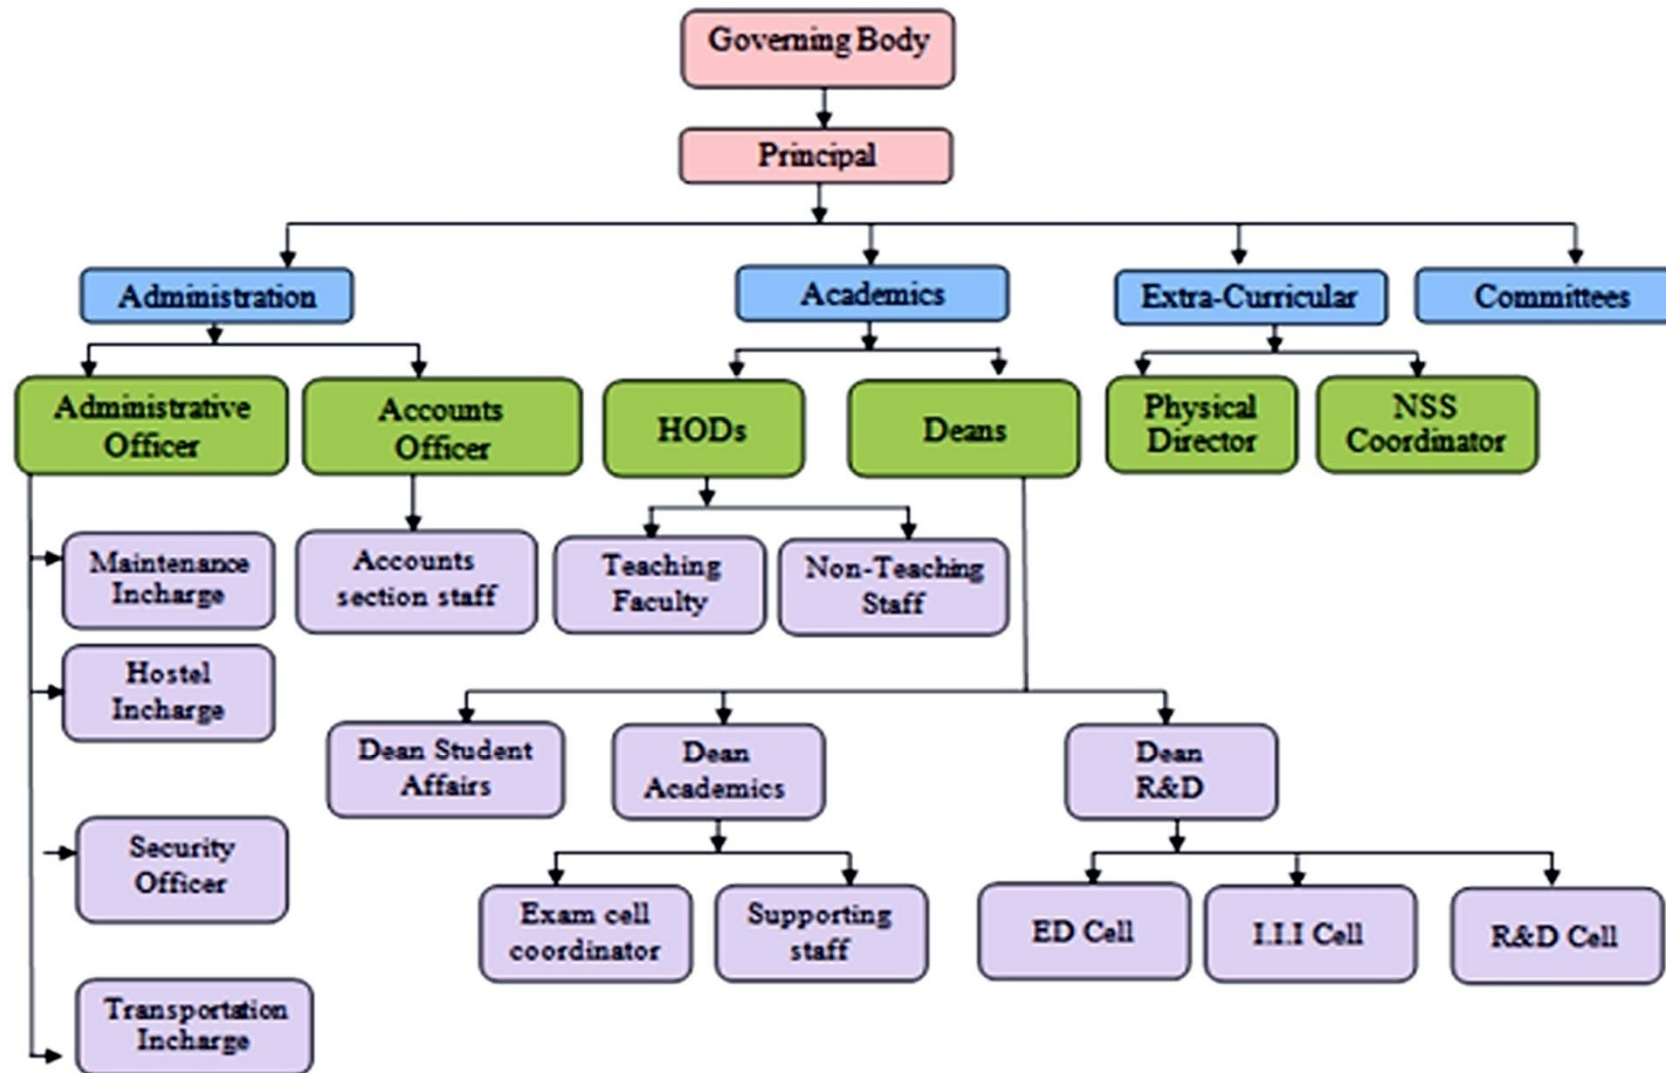 Governing Body
Principal
Administration
Academics
Extra-Curricular
Committees
Administrative
Officer
Accounts
Officer
HODs
Deans
Physical
Director
NSS
Coordinator
Maintenance
Incharge
Accounts
section staff
Teaching
Faculty
Non-Teaching
Staff
Hostel
Incharge
Dean Student
Affairs
Dean
Academics
Dean
R&D
Security
Officer
Exam cell
coordinator
Supporting
staff
ED Cell
I.I.I Cell
R&D Cell
Transportation
Incharge